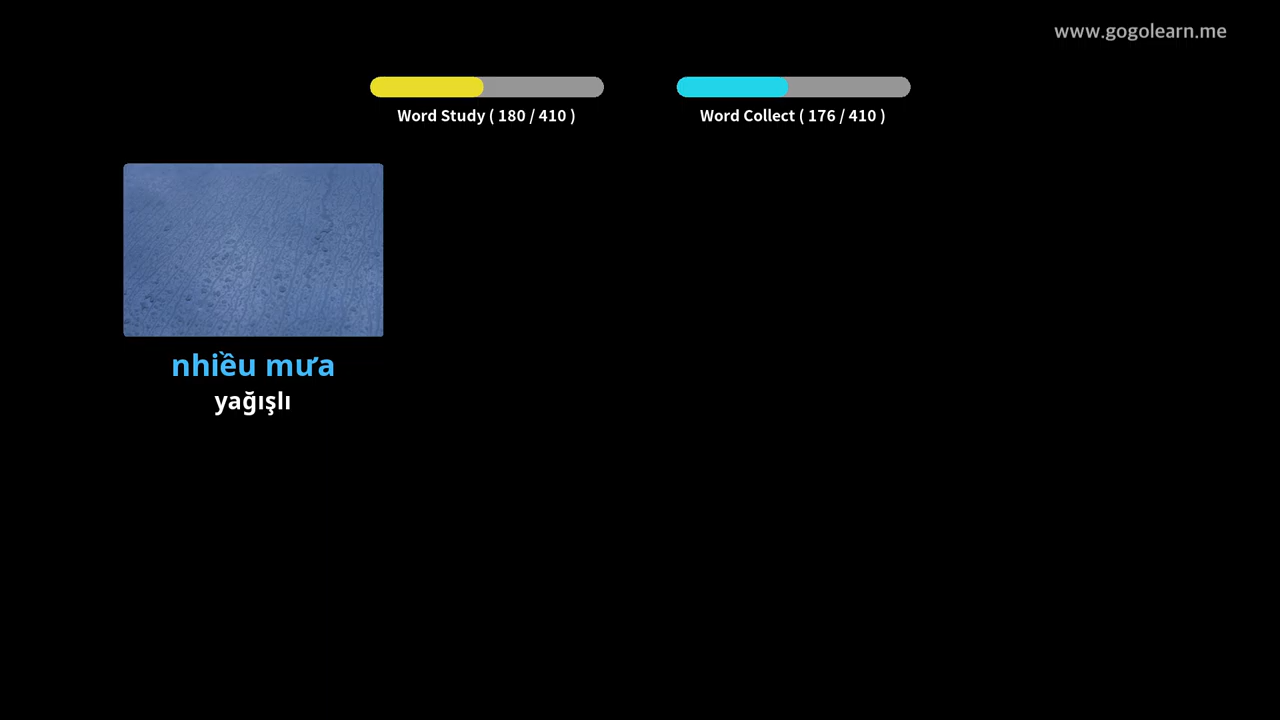 www.gogolearn.me
Word Study ( 180 / 410 )
Word Collect ( 176 / 410 )
nhiều mưa
yağışlı